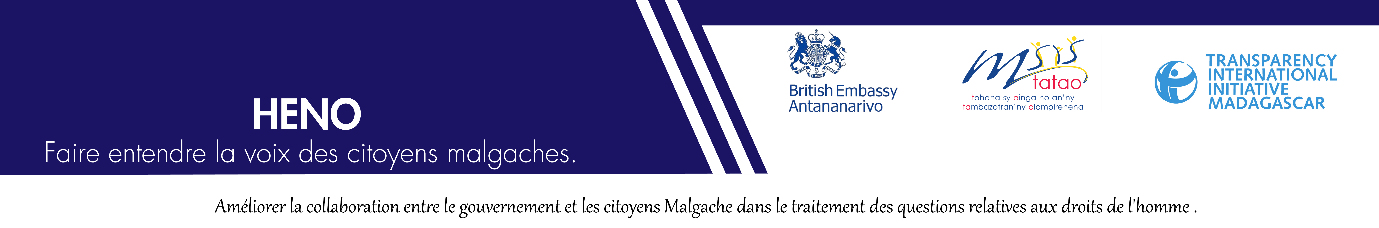 HENO
Faire entendre la voix des citoyens malgaches.
British Embassy
Antananarivo
msis
tatao
TRANSPARENCY
INTERNATIONAL
INITIATIVE
MADAGASCAR
Améliorer la collaboration entre le gouvernement et les citoyens Malgache dans le traitement des questions relatives aux droits de l'homme .